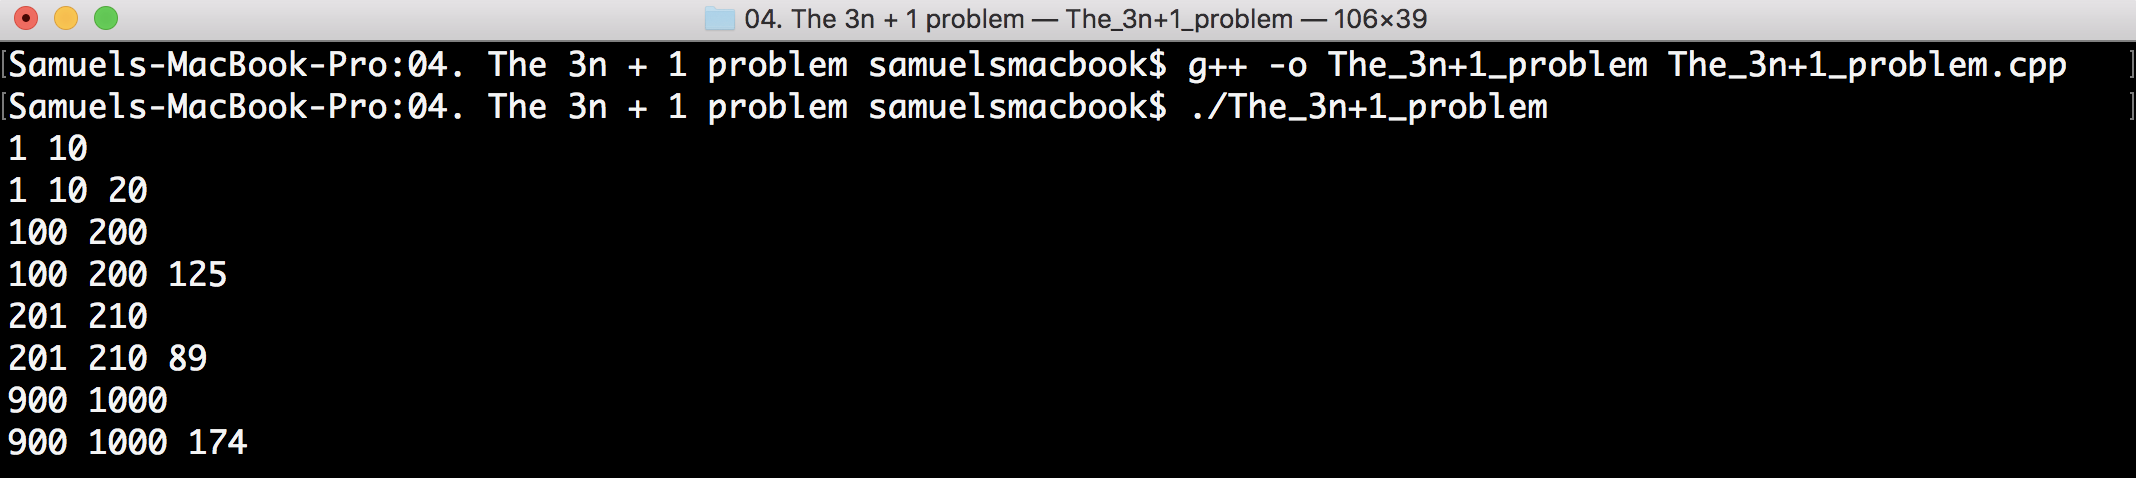 04. The 3n + 1 problem — The_3n+1_problem — 106×39
[Samuels-MacBook-Pro:04. The 3n + 1 problem samuelsmacbook$ g++ -o The_3n+1_problem The_3n+1_problem.cpp ]
[Samuels-MacBook-Pro:04. The 3n + 1 problem samuelsmacbook$ ./The_3n+1_problem ]
1 10
1 10 20
100 200
100 200 125
201 210
201 210 89
900 1000
900 1000 174